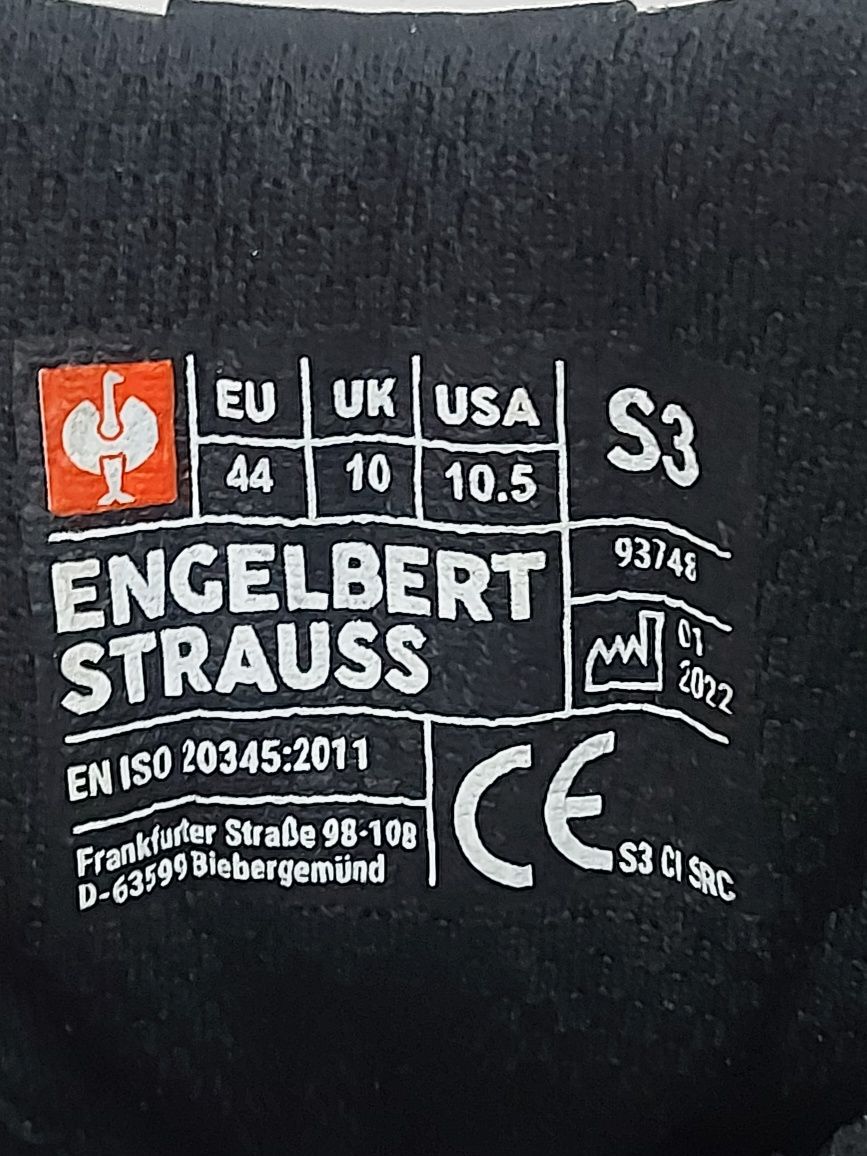 EU UK USA S3
44 10 10.5
ENGELBERT
STRAUSS
93748
01
2022
EN ISO 20345:2011
Frankfurter Straße 98-108
D-63599 Biebergemünd
CE S3 CI SRC